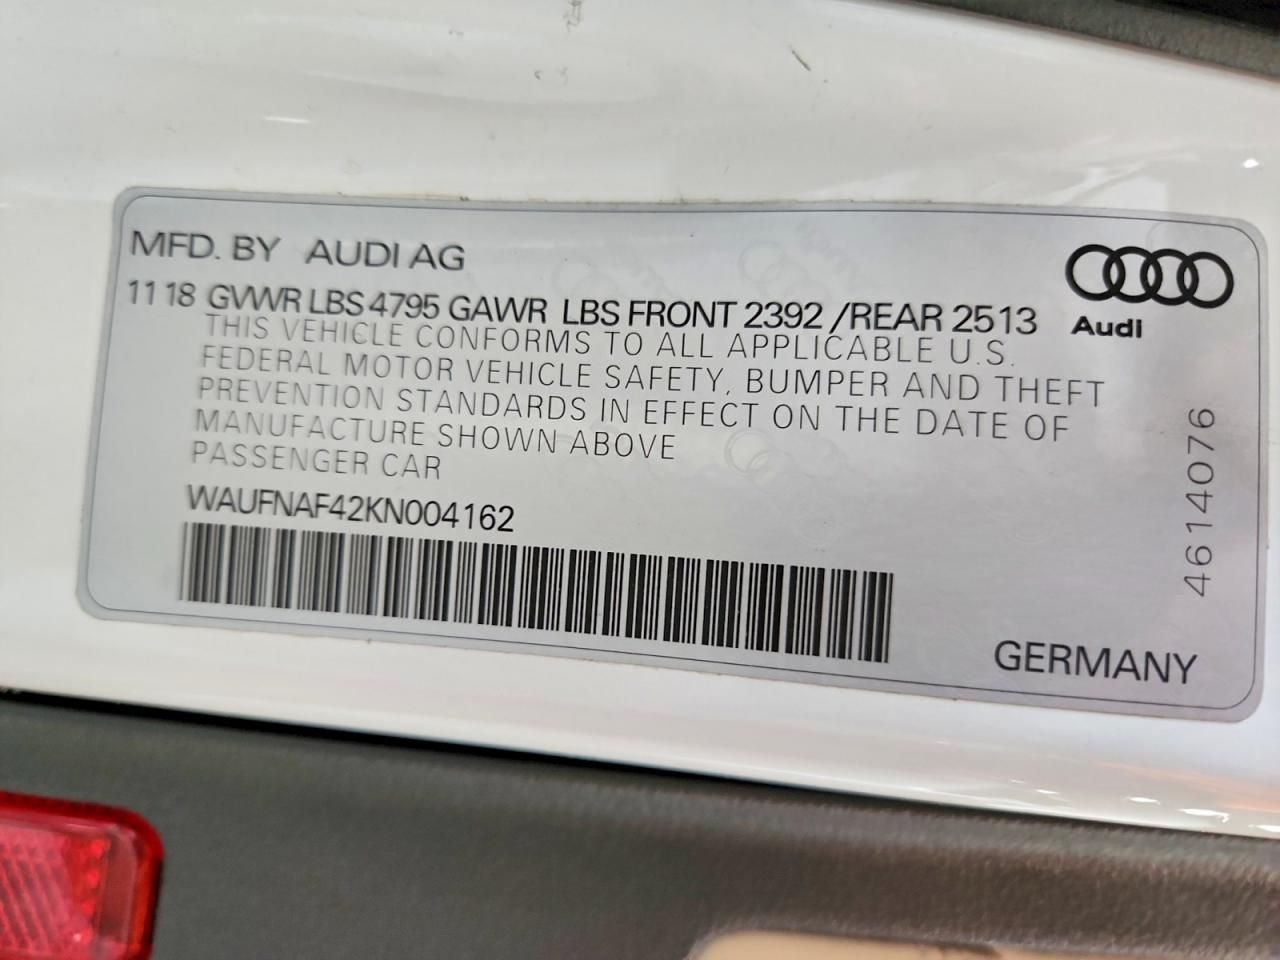 MFD. BY AUDI AG
11 18 GVWR LBS 4795 GAWR LBS FRONT 2392 /REAR 2513
THIS VEHICLE CONFORMS TO ALL APPLICABLE U.S.
FEDERAL MOTOR VEHICLE SAFETY, BUMPER AND THEFT
PREVENTION STANDARDS IN EFFECT ON THE DATE OF
MANUFACTURE SHOWN ABOVE
PASSENGER CAR
WAUFNAF42KN004162
Audi
4614076
GERMANY